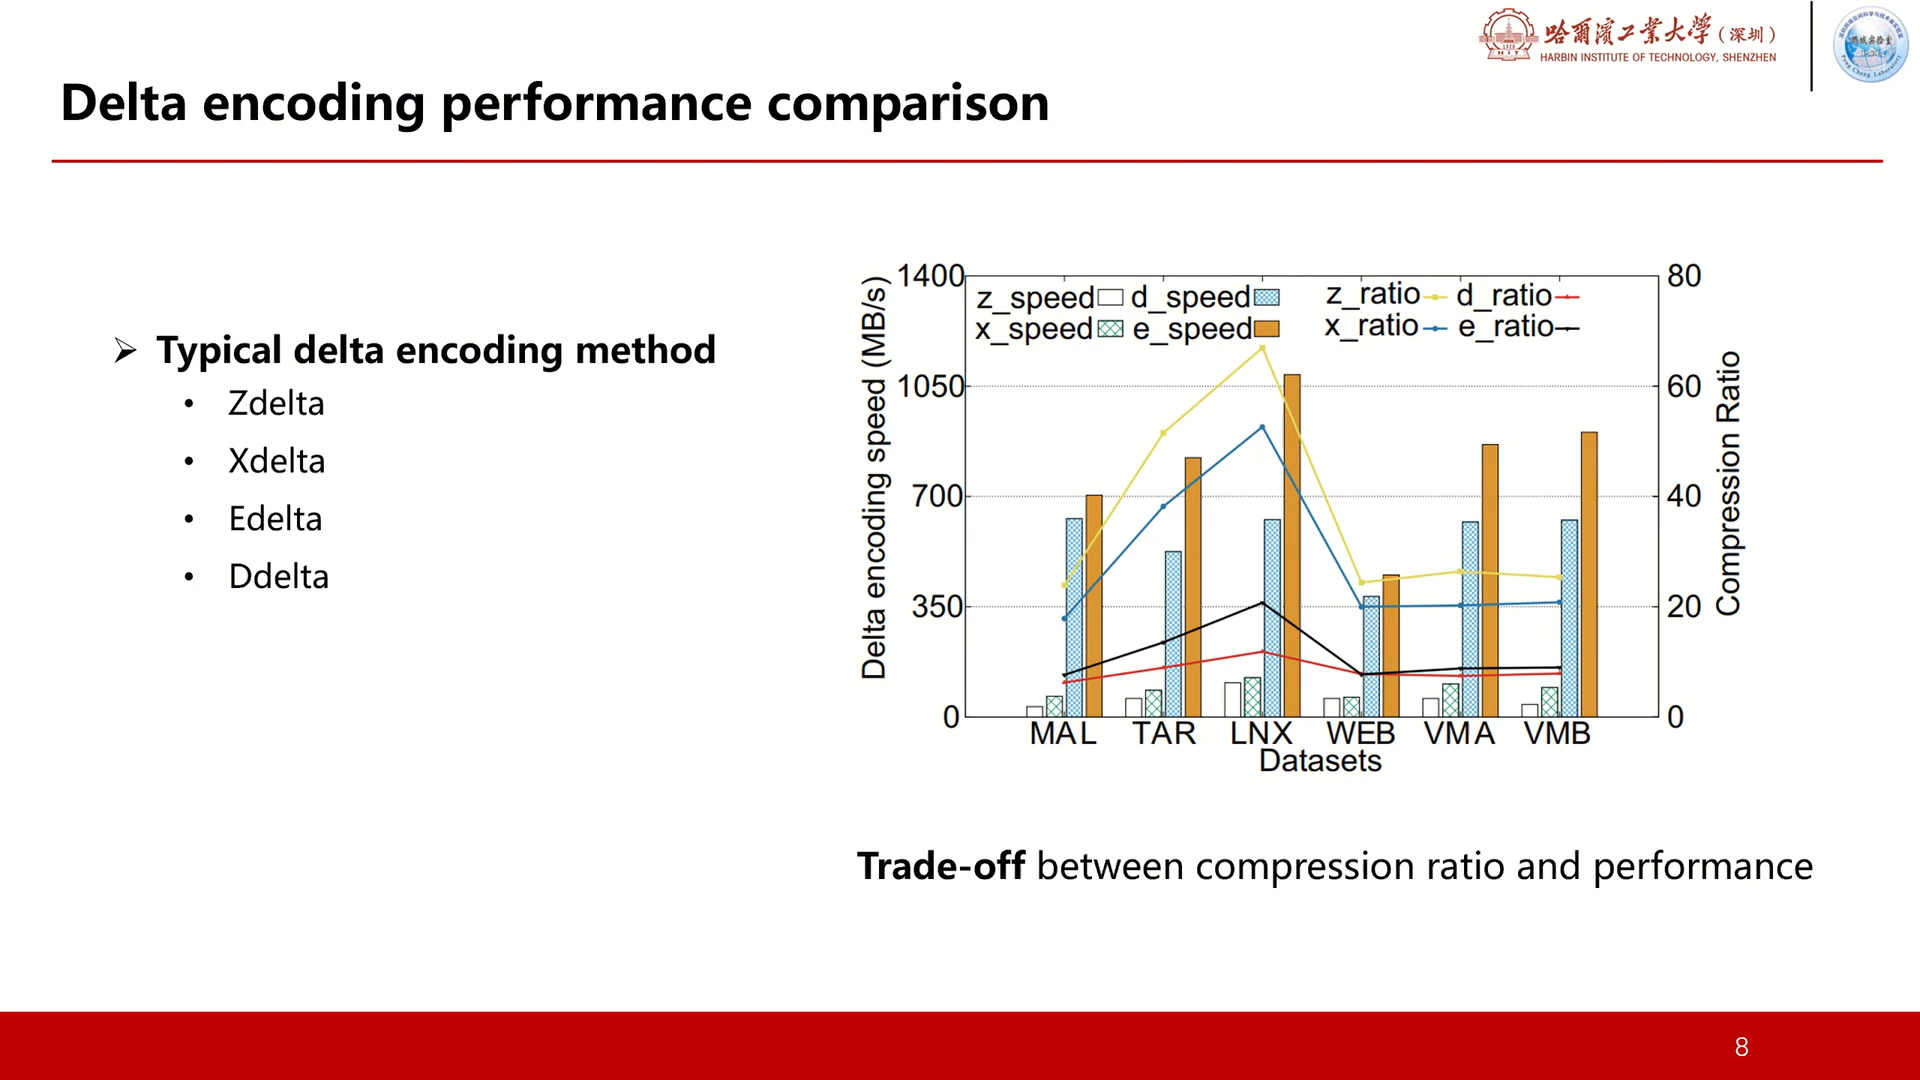 哈爾濱工業大學(深圳)
HARBIN INSTITUTE OF TECHNOLOGY, SHENZHEN
Delta encoding performance comparison
Typical delta encoding method
• Zdelta
• Xdelta
• Edelta
• Ddelta
Delta encoding speed (MB/s)
1400
1050
700
350
0
z_speed d_speed
x_speed e_speed
z_ratio d_ratio
x_ratio e_ratio
80
60
40
20
0
Compression Ratio
MAL TAR LNX WEB VMA VMB
Datasets
Trade-off between compression ratio and performance
8